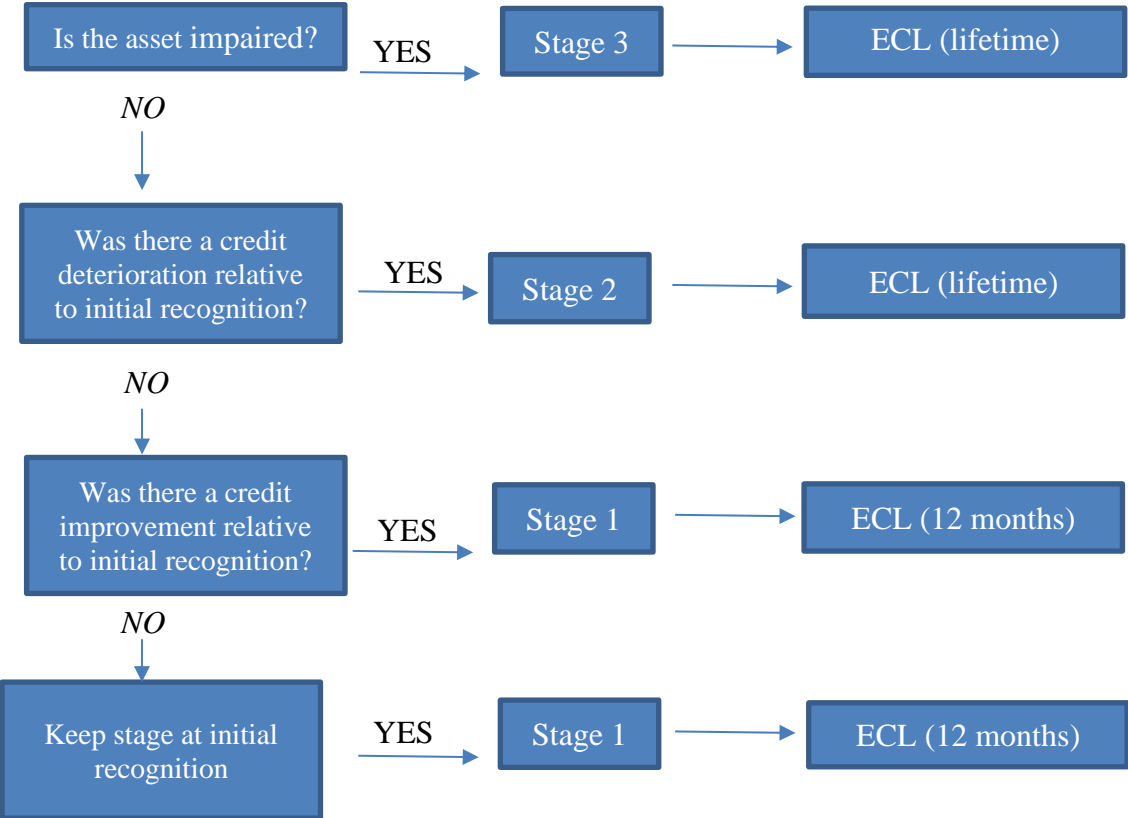 Is the asset impaired?
YES
Stage 3
ECL (lifetime)
NO
Was there a credit
deterioration relative
to initial recognition?
YES
Stage 2
ECL (lifetime)
NO
Was there a credit
improvement relative
to initial recognition?
YES
Stage 1
ECL (12 months)
NO
Keep stage at initial
recognition
YES
Stage 1
ECL (12 months)